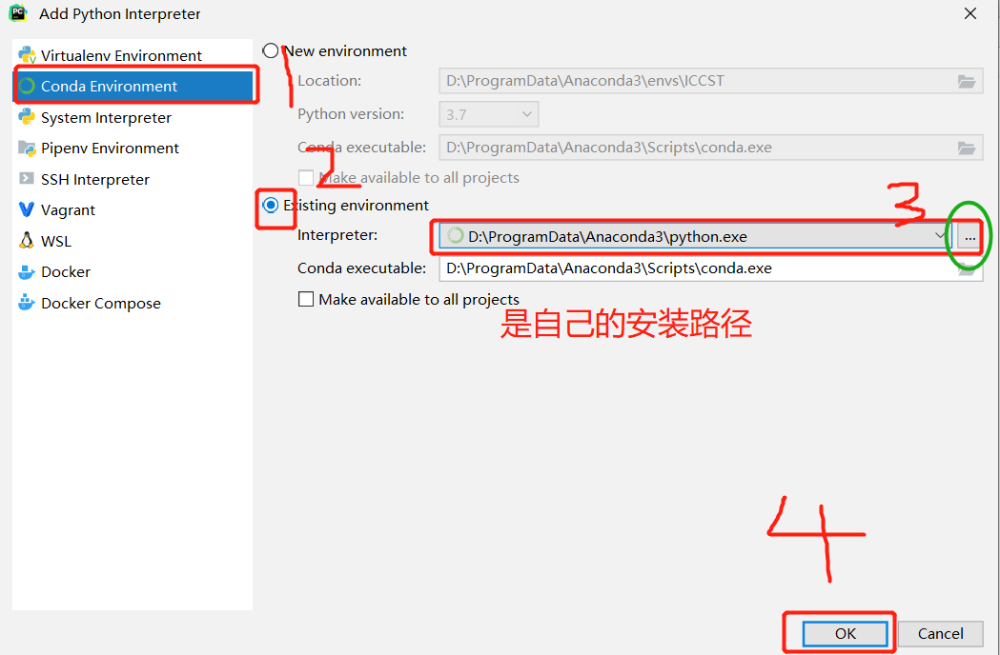 Add Python Interpreter
Virtualenv Environment
Conda Environment
System Interpreter
Pipenv Environment
SSH Interpreter
Vagrant
WSL
Docker
Docker Compose
1
New environment
Location: D:\ProgramData\Anaconda3\envs\ICCST
Python version: 3.7
Conda executable: D:\ProgramData\Anaconda3\Scripts\conda.exe
Make available to all projects
2
Existing environment
3
Interpreter: D:\ProgramData\Anaconda3\python.exe ...
Conda executable: D:\ProgramData\Anaconda3\Scripts\conda.exe
Make available to all projects
是自己的安装路径
4
OK Cancel